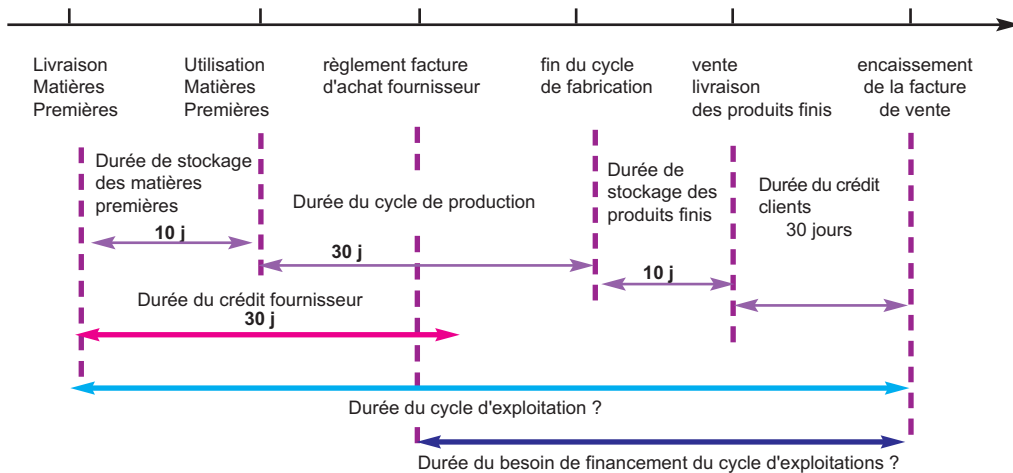 Livraison
Matières
Premières
Utilisation
Matières
Premières
règlement facture
d'achat fournisseur
fin du cycle
de fabrication
vente
livraison
des produits finis
encaissement
de la facture
de vente
Durée de stockage
des matières
premières
10 j
Durée du cycle de production
30 j
Durée de
stockage des
produits finis
10 j
Durée du crédit
clients
30 jours
Durée du crédit fournisseur
30 j
Durée du cycle d'exploitation ?
Durée du besoin de financement du cycle d'exploitations ?